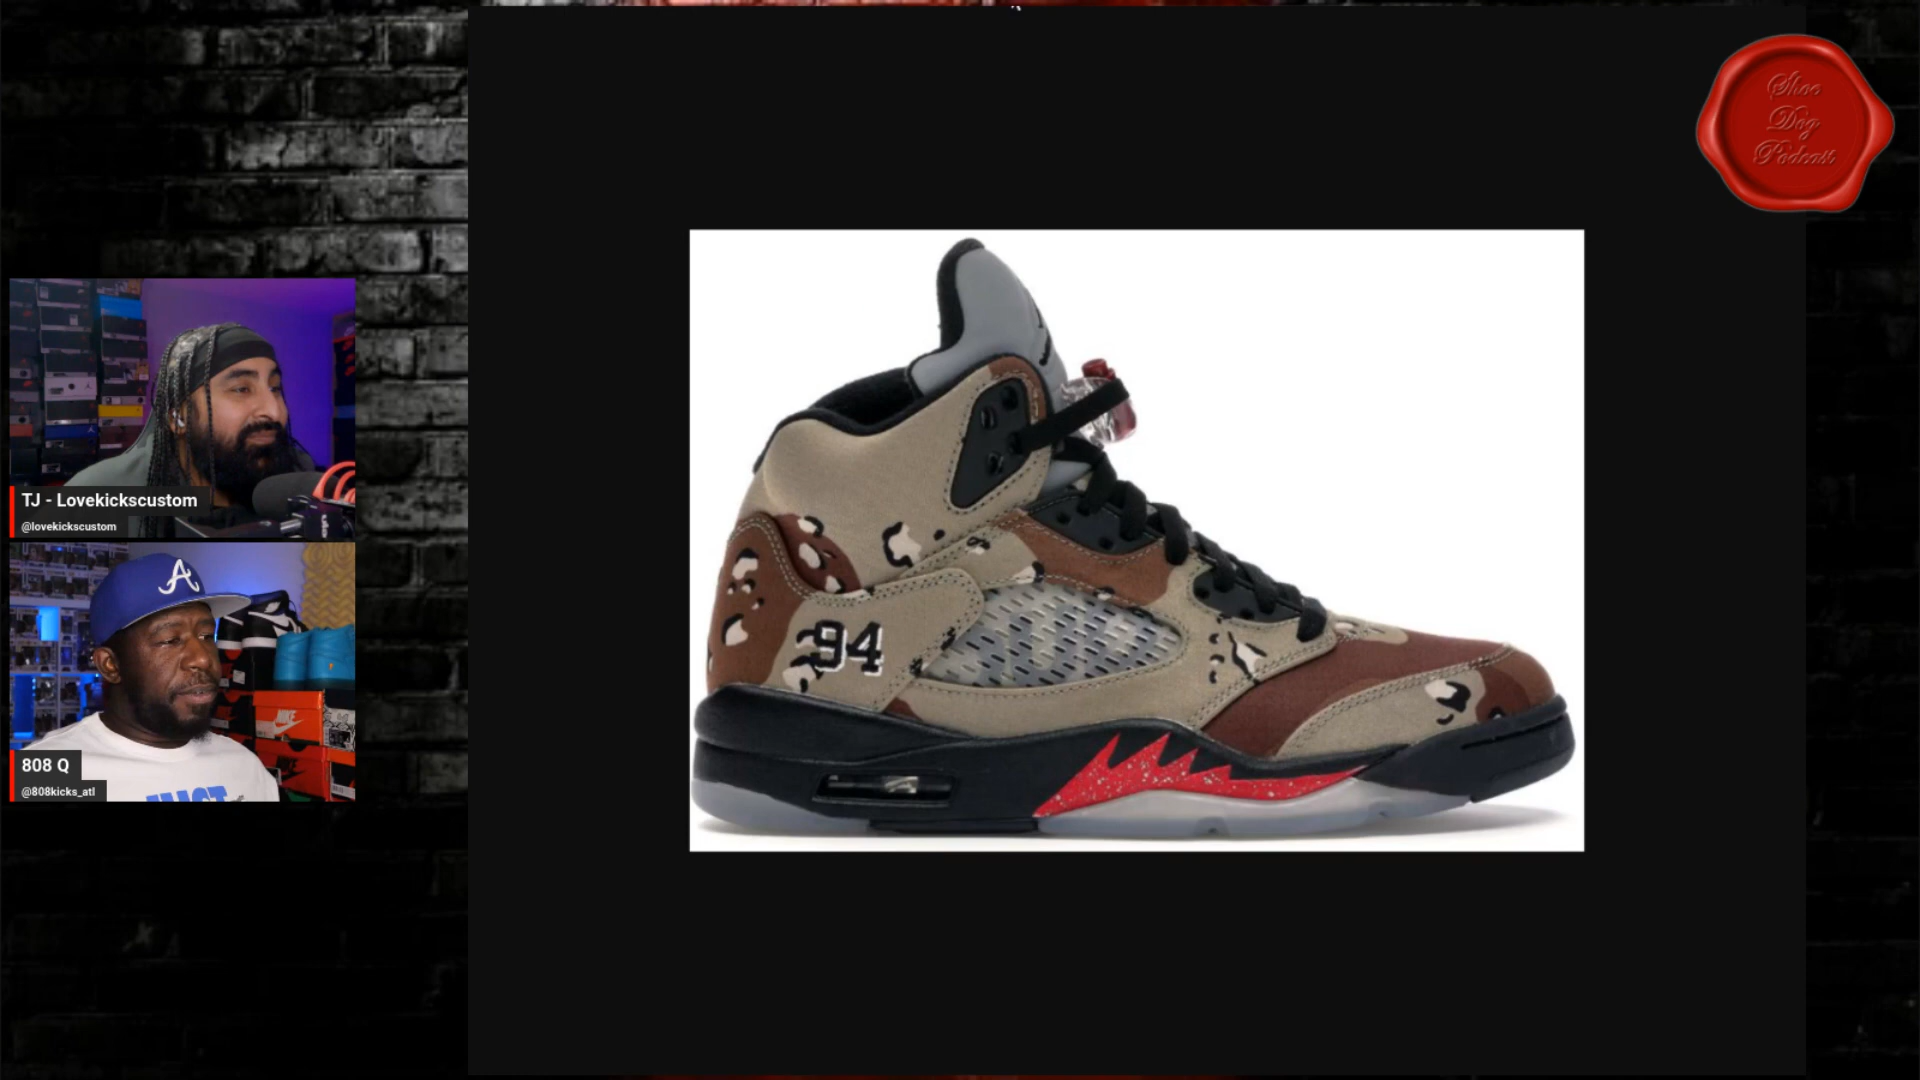 Shoe
Dog
Podcast
TJ - Lovekickscustom
@lovekickscustom
A
808 Q
@808kicks_atl
94